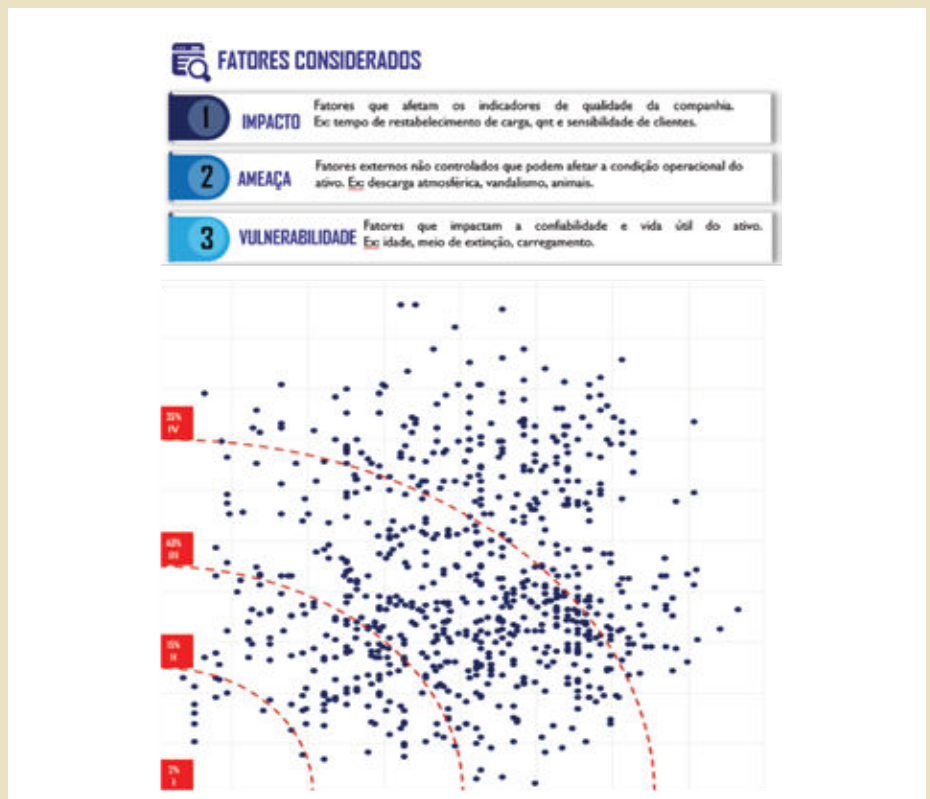 FATORES CONSIDERADOS
1 IMPACTO
Fatores que afetam os indicadores de qualidade da companhia.
Ex: tempo de restabelecimento de carga, qnt e sensibilidade de clientes.
2 AMEAÇA
Fatores externos não controlados que podem afetar a condição operacional do
ativo. Ex: descarga atmosférica, vandalismo, animais.
3 VULNERABILIDADE
Fatores que impactam a confiabilidade e vida útil do ativo.
Ex: idade, meio de extinção, carregamento.
IV
III
15%
II
2%
I